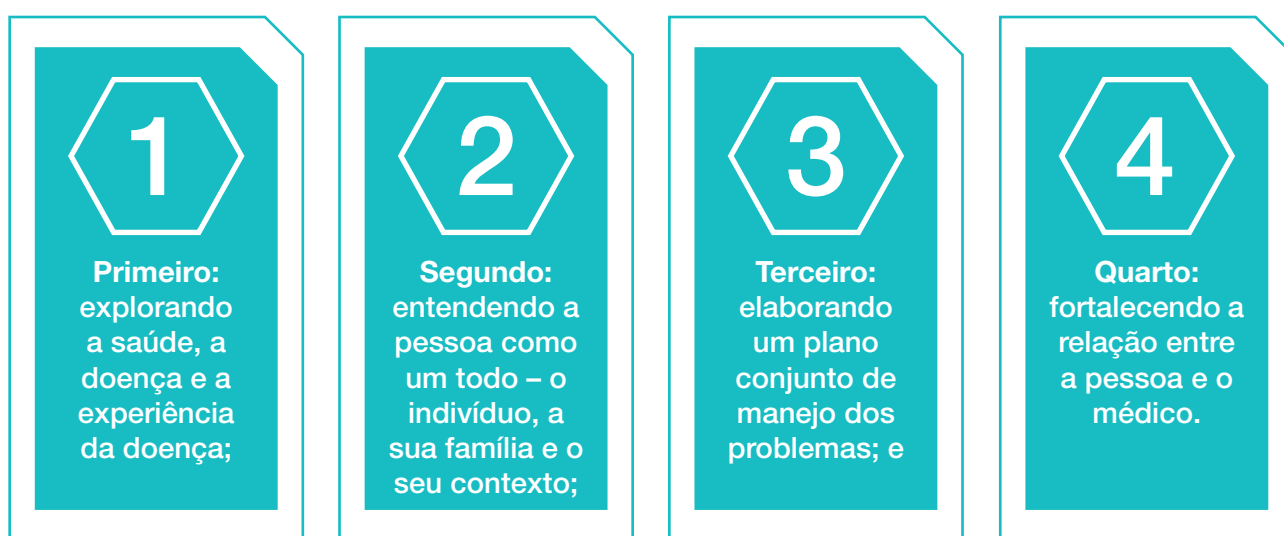 1
Primeiro:
explorando
a saúde, a
doença e a
experiência
da doença;
2
Segundo:
entendendo a
pessoa como
um todo – o
indivíduo, a
sua família e o
seu contexto;
3
Terceiro:
elaborando
um plano
conjunto de
manejo dos
problemas; e
4
Quarto:
fortalecendo a
relação entre
a pessoa e o
médico.